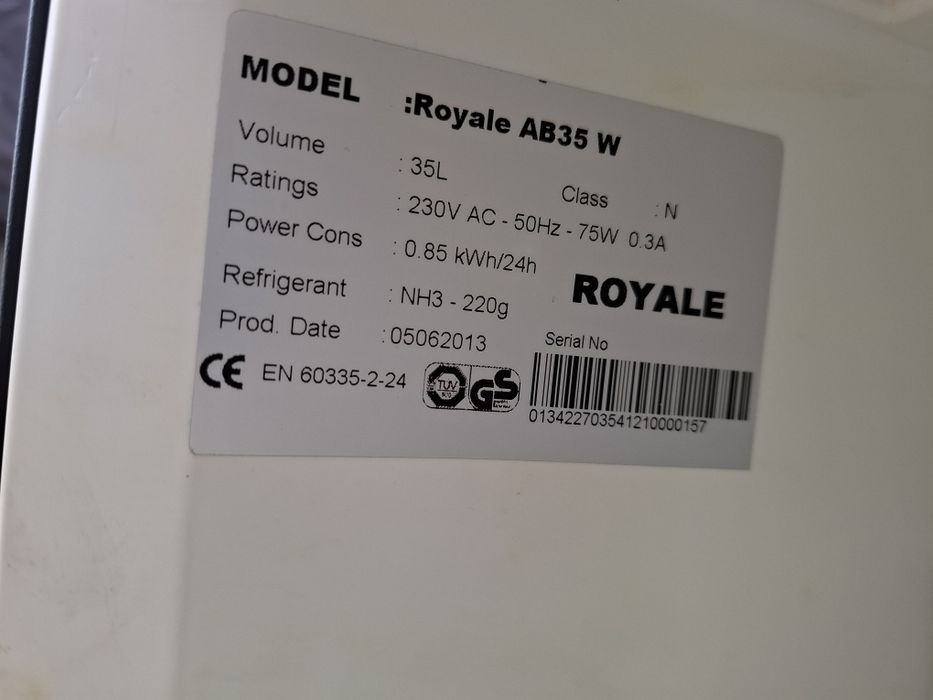 MODEL :Royale AB35 W
Volume : 35L Class : N
Ratings : 230V AC - 50Hz - 75W 0.3A
Power Cons : 0.85 kWh/24h
Refrigerant : NH3 - 220g
ROYALE
Prod. Date :05062013
Serial No
CE EN 60335-2-24 TUV GS
013422703541210000157